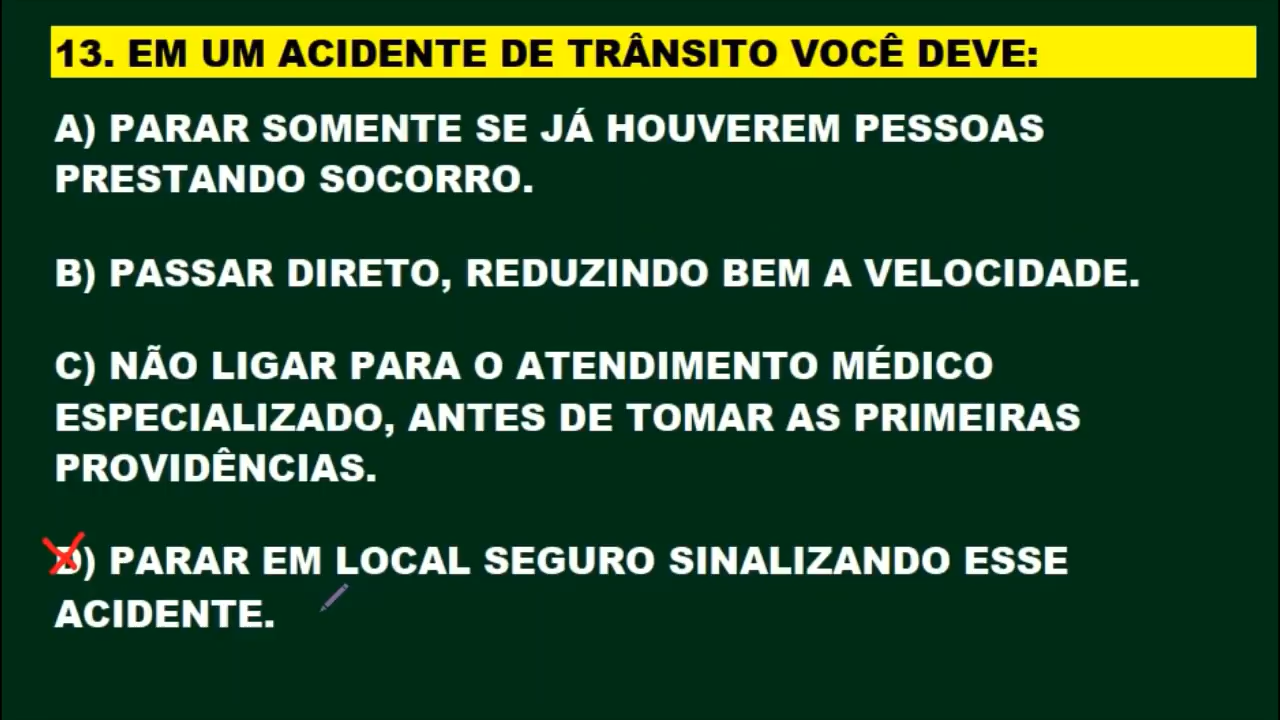 13. EM UM ACIDENTE DE TRÂNSITO VOCÊ DEVE:
A) PARAR SOMENTE SE JÁ HOUVEREM PESSOAS
PRESTANDO SOCORRO.
B) PASSAR DIRETO, REDUZINDO BEM A VELOCIDADE.
C) NÃO LIGAR PARA O ATENDIMENTO MÉDICO
ESPECIALIZADO, ANTES DE TOMAR AS PRIMEIRAS
PROVIDÊNCIAS.
D) PARAR EM LOCAL SEGURO SINALIZANDO ESSE
ACIDENTE.